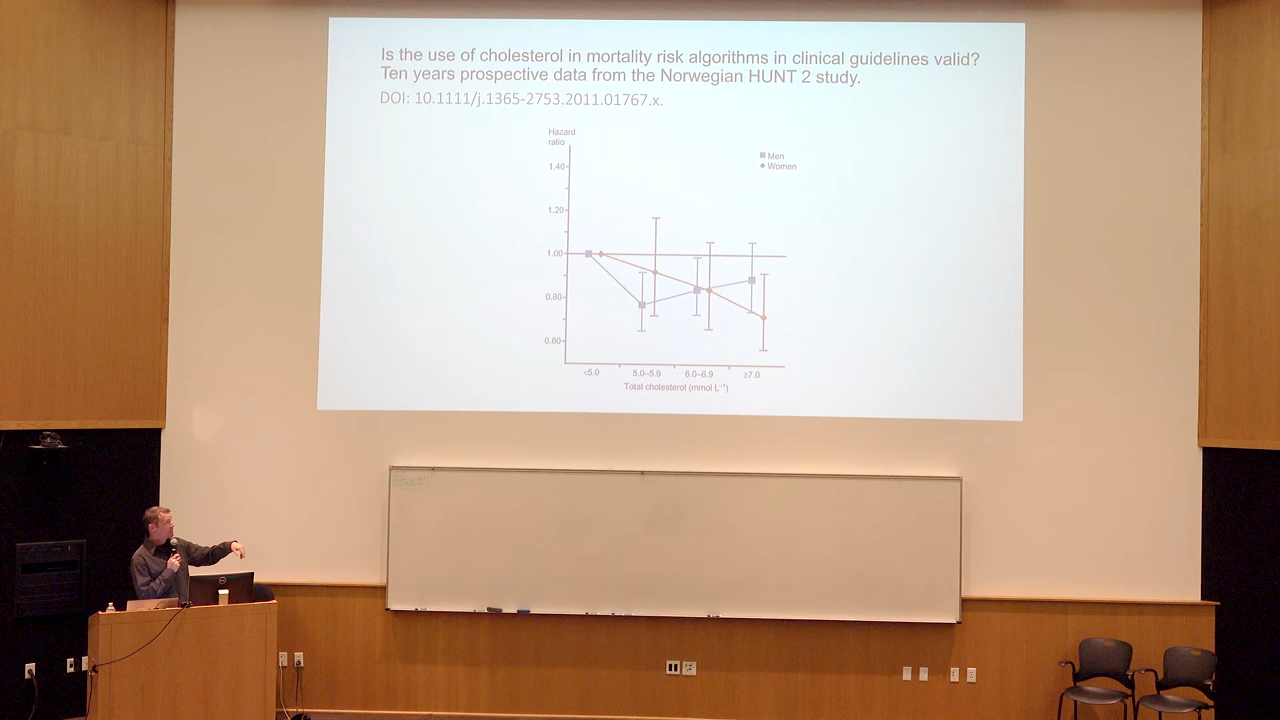 Is the use of cholesterol in mortality risk algorithms in clinical guidelines valid?
Ten years prospective data from the Norwegian HUNT 2 study.
DOI: 10.1111/j.1365-2753.2011.01767.x.
Hazard
ratio
Men
Women
1.40
1.20
1.00
0.80
0.60
<5.0 5.0–5.9 6.0–6.9 ≥7.0
Total cholesterol (mmol L⁻¹)